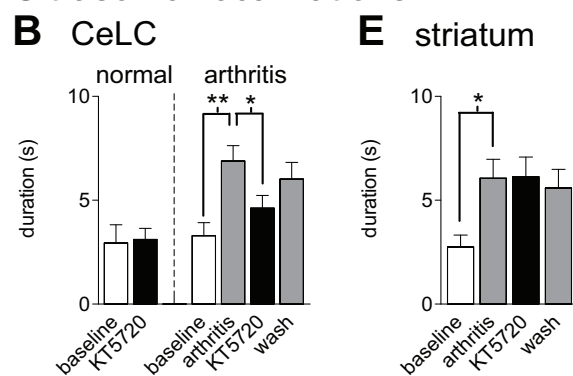 B CeLC
normal arthritis
** *
10
5
0
duration (s)
baseline
KT5720
baseline
arthritis
KT5720
wash
E striatum
*
10
5
0
duration (s)
baseline
arthritis
KT5720
wash